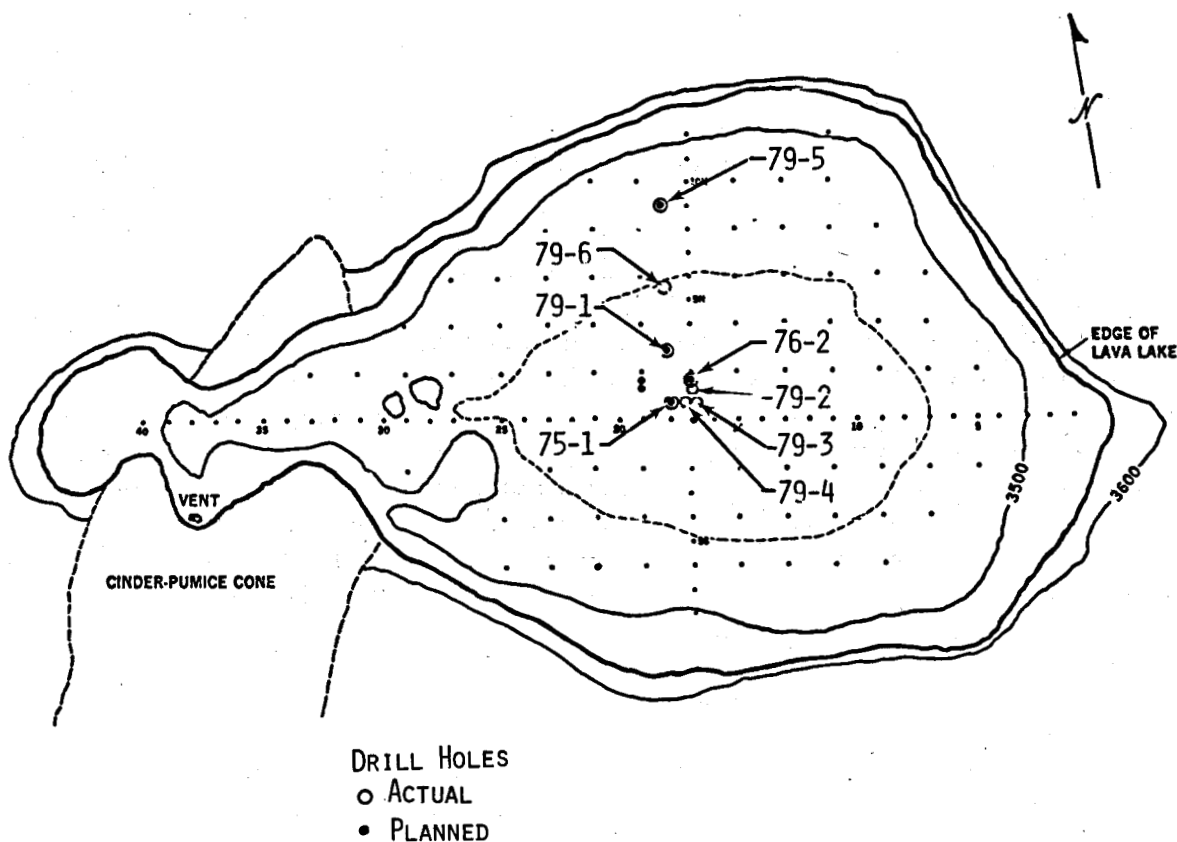 N
79-5
79-6
79-1
76-2
EDGE OF
LAVA LAKE
79-2
5N
40
35
30
25
20
10
5
75-1
79-3
79-4
3500
3600
VENT
CINDER-PUMICE CONE
DRILL HOLES
ACTUAL
PLANNED